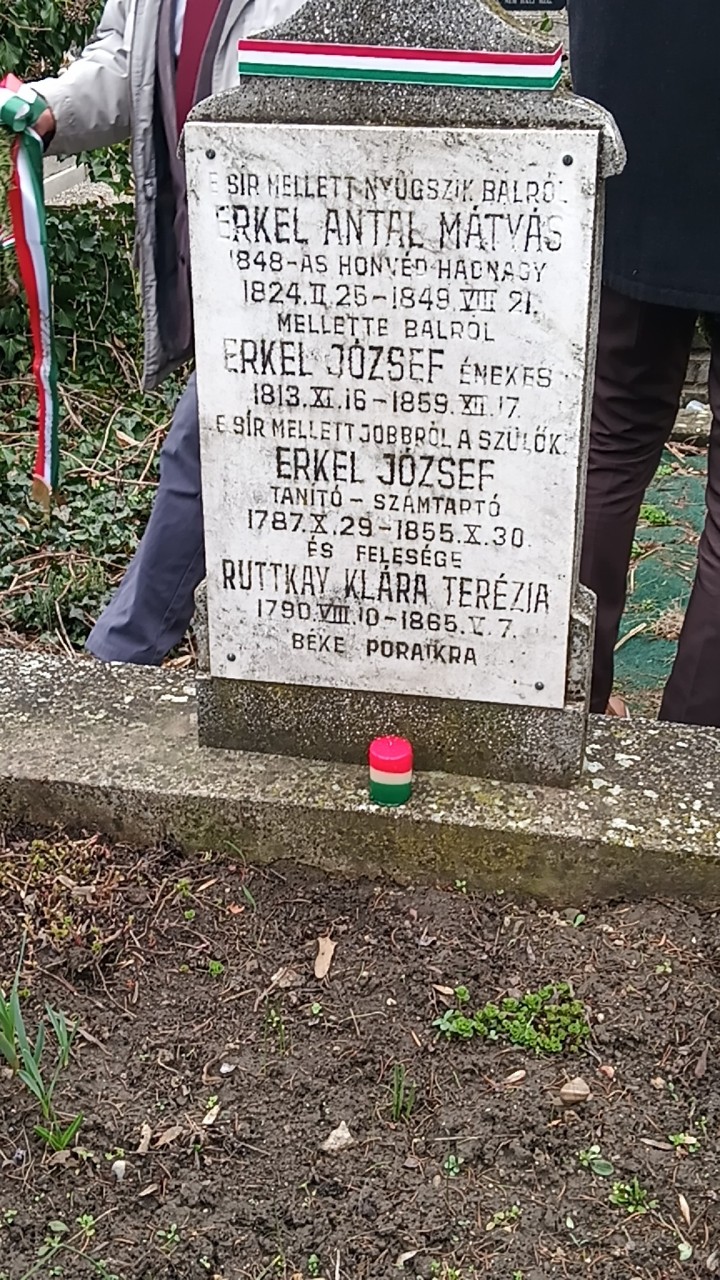 E SÍR MELLETT NYUGSZIK BALRÓL
ERKEL ANTAL MÁTYÁS
1848-AS HONVÉD HADNAGY
1824.II.25-1849.VIII 21.
MELLETTE BALRÓL
ERKEL JÓZSEF ÉNEKES
1813.XI.16-1859.XII.17.
E SÍR MELLETT JOBBRÓL A SZÜLŐK
ERKEL JÓZSEF
TANÍTÓ-SZÁMTARTÓ
1787.X.29-1855.X.30.
ÉS FELESÉGE
RUTTKAY KLÁRA TERÉZIA
1790.VIII.10-1865.V.7.
BÉKE PORAIKRA